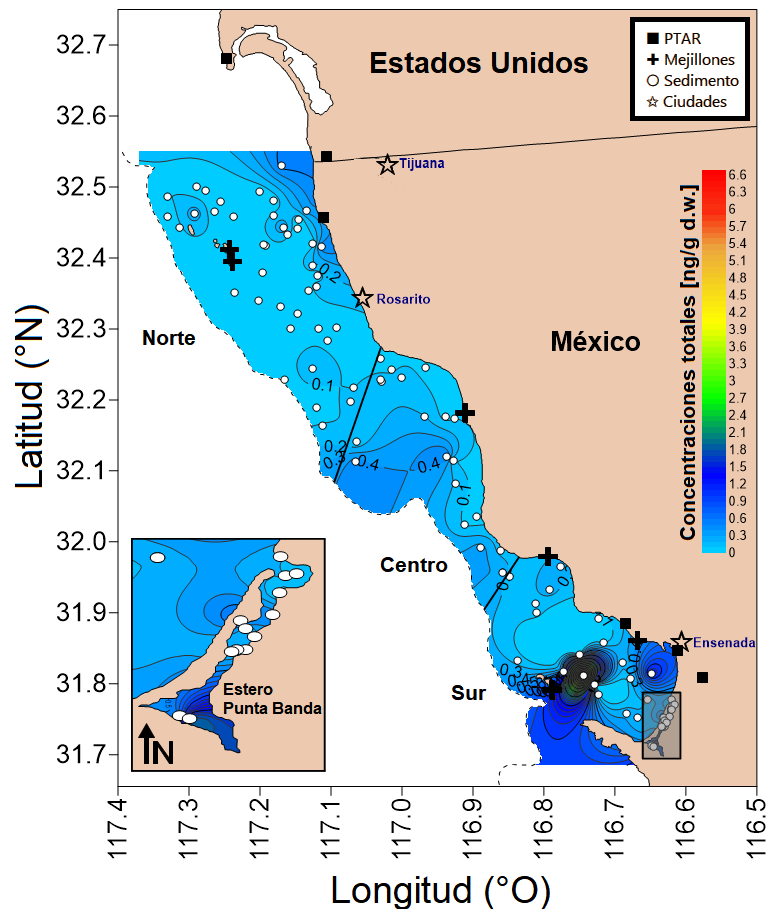 32.7
32.6
32.5
32.4
32.3
32.2
32.1
32.0
31.9
31.8
31.7
Latitud (°N)
Estados Unidos
PTAR
Mejillones
Sedimento
Ciudades
Tijuana
Rosarito
México
Ensenada
Norte
Centro
Sur
0.2
0.1
0.2
0.3
0.4
0.4
0.1
0
Concentraciones totales [ng/g d.w.]
6.6
6.3
6
5.7
5.4
5.1
4.8
4.5
4.2
3.9
3.6
3.3
3
2.7
2.4
2.1
1.8
1.5
1.2
0.9
0.6
0.3
0
Estero
Punta Banda
N
117.4
117.3
117.2
117.1
117.0
116.9
116.8
116.7
116.6
116.5
Longitud (°O)